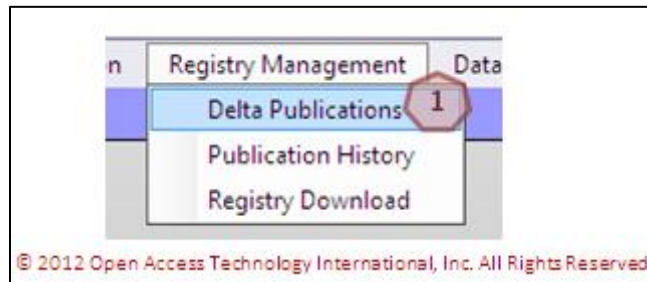 n Registry Management Data
Delta Publications 1
Publication History
Registry Download
© 2012 Open Access Technology International, Inc. All Rights Reserved